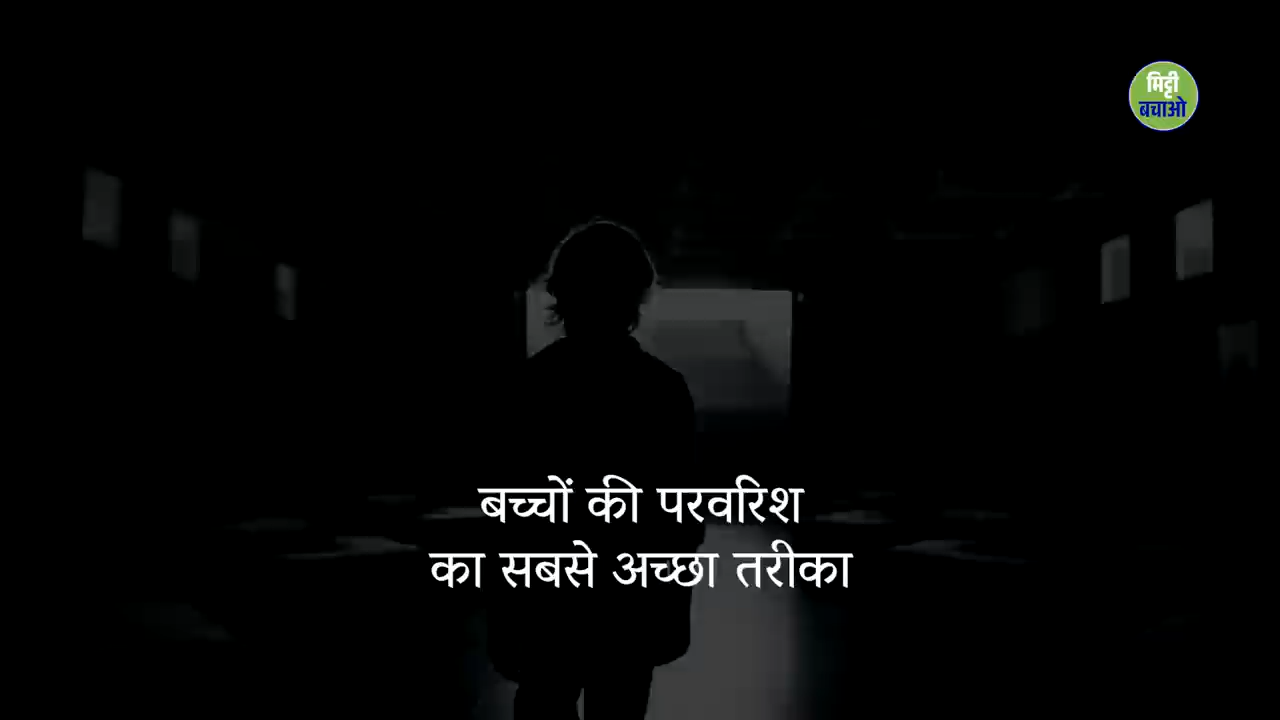 मिट्टी
बचाओ
बच्चों की परवरिश
का सबसे अच्छा तरीका